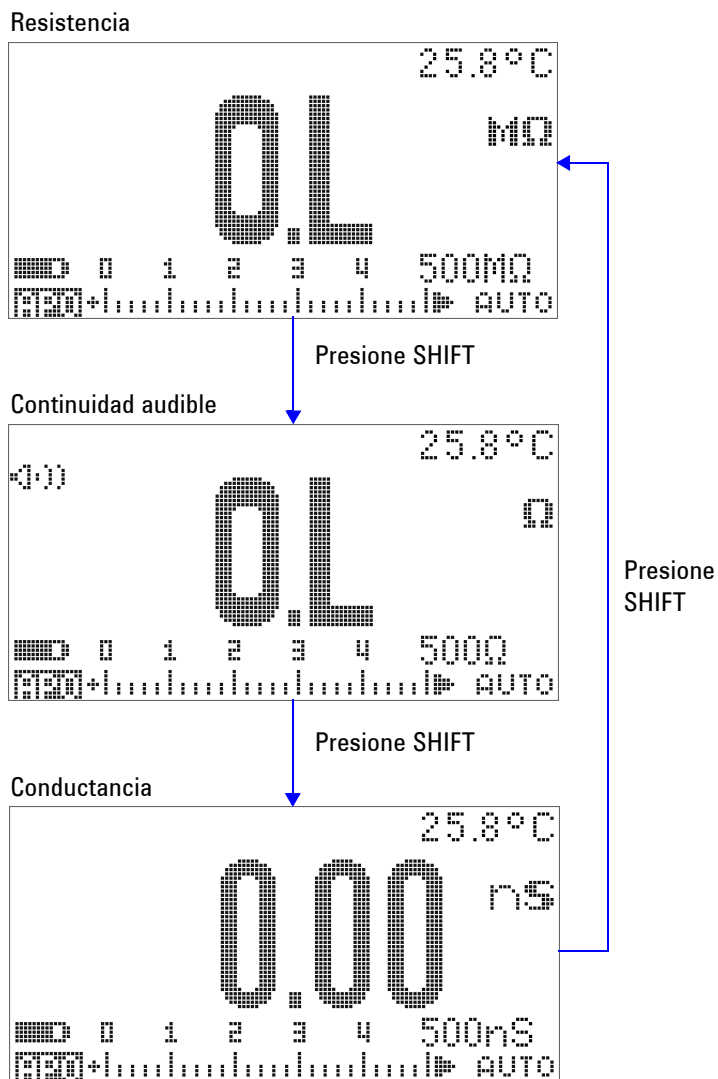 Resistencia
25.8°C
O.L
MΩ
0 1 2 3 4 500MΩ
AUTO
Presione SHIFT
Continuidad audible
25.8°C
O.L
Ω
0 1 2 3 4 500Ω
AUTO
Presione
SHIFT
Presione SHIFT
Conductancia
25.8°C
0.00
nS
0 1 2 3 4 500nS
AUTO